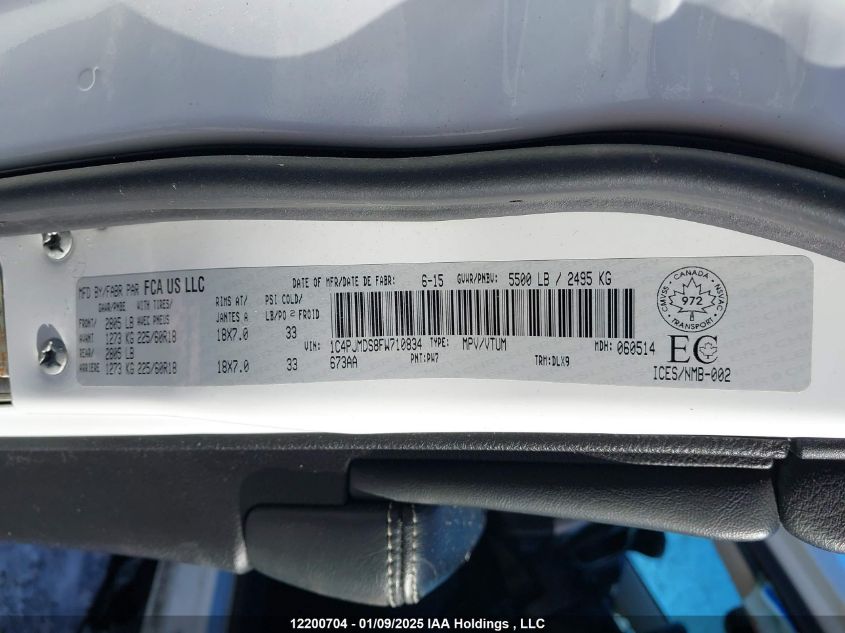 MFD BY/FABR PAR FCA US LLC
DATE OF MFR/DATE DE FABR: 6-15 GVWR/PNBV: 5500 LB / 2495 KG
GAWR/PNBE WITH TIRES/ RIMS AT/ PSI COLD/
AVEC PNEUS JANTES A LB/PO² FROID
FRONT/ 2805 LB
AVANT 1273 KG 225/60R18 18X7.0 33
REAR/ 2805 LB
ARRIERE 1273 KG 225/60R18 18X7.0 33
VIN: 1C4PJMDS8FW710834 TYPE: MPV/VTUM MDH: 060514
673AA PNT: PW7 TRM: DLX9
CANADA
CMVSS NSVAC
972
TRANSPORT
EC
ICES/NMB-002
12200704 - 01/09/2025 IAA Holdings , LLC